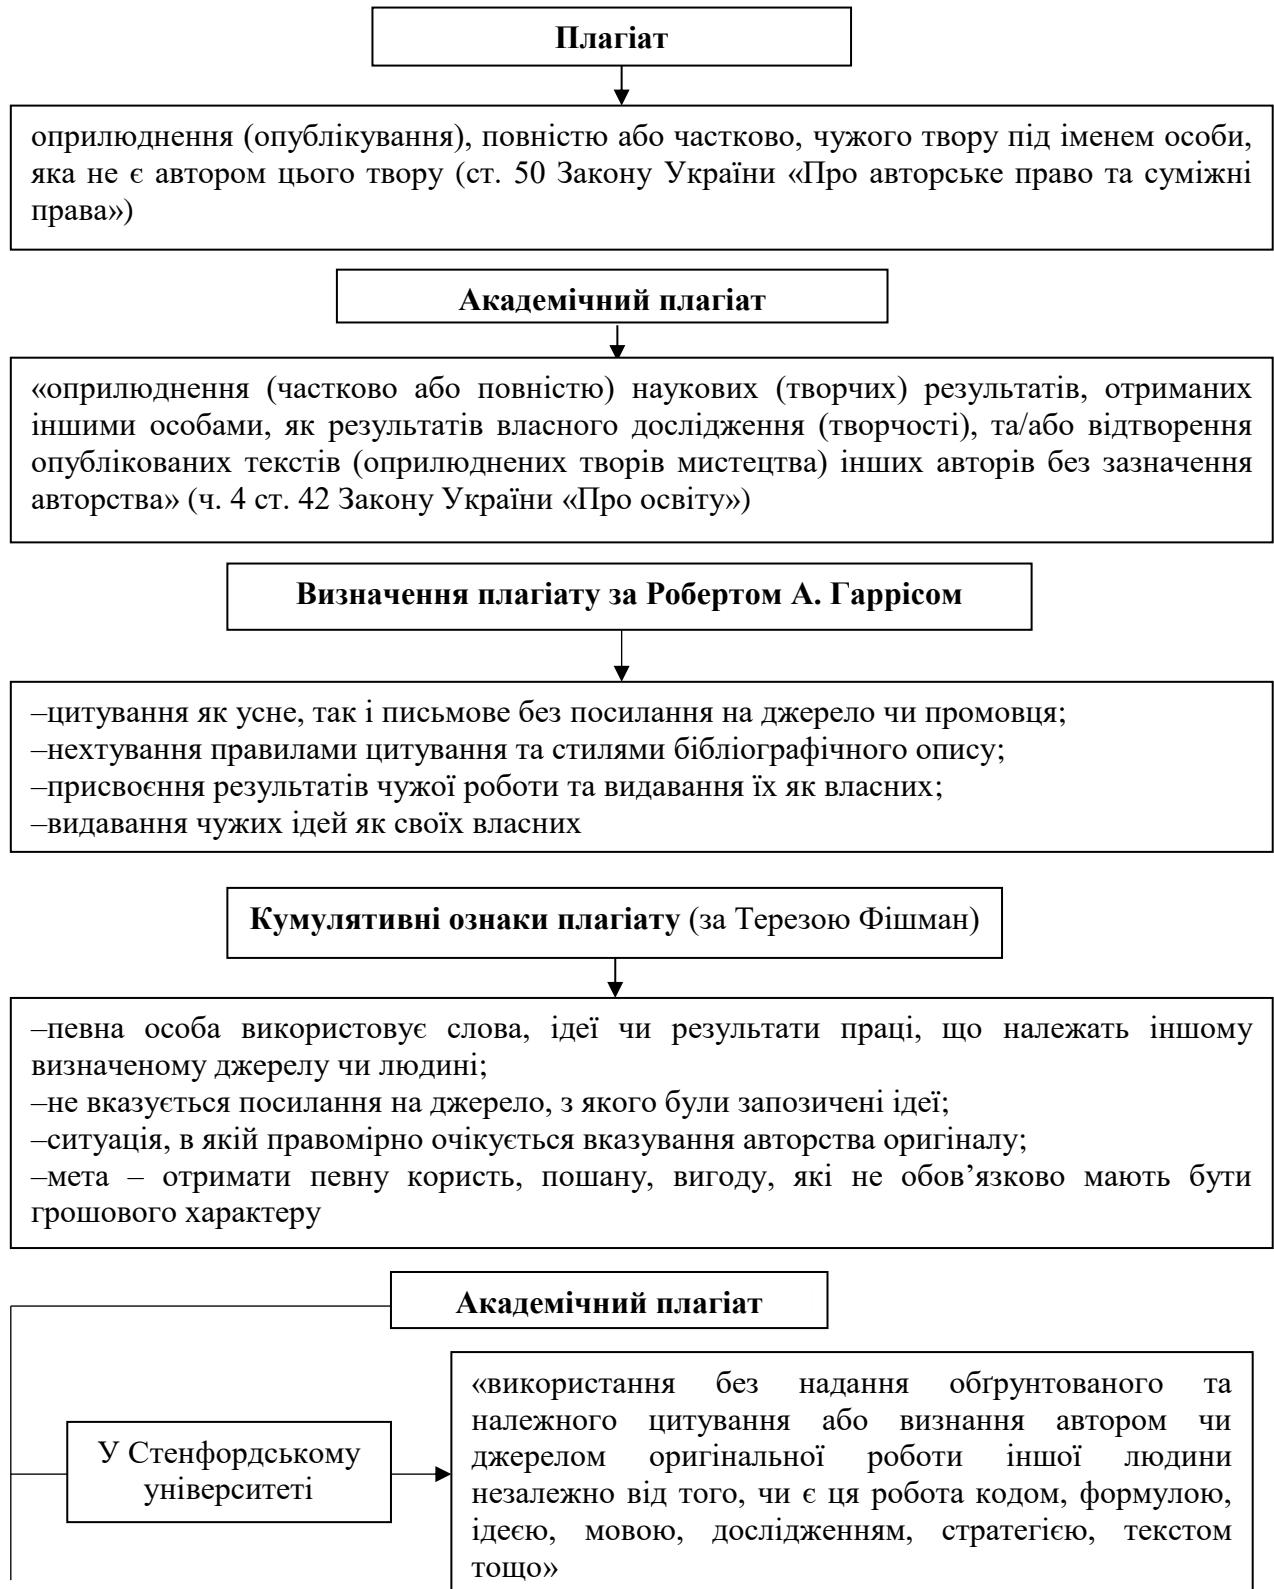 Плагіат
оприлюднення (опублікування), повністю або частково, чужого твору під іменем особи,
яка не є автором цього твору (ст. 50 Закону України «Про авторське право та суміжні
права»)
Академічний плагіат
«оприлюднення (частково або повністю) наукових (творчих) результатів, отриманих
іншими особами, як результатів власного дослідження (творчості), та/або відтворення
опублікованих текстів (оприлюднених творів мистецтва) інших авторів без зазначення
авторства» (ч. 4 ст. 42 Закону України «Про освіту»)
Визначення плагіату за Робертом А. Гаррісом
–цитування як усне, так і письмове без посилання на джерело чи промовця;
–нехтування правилами цитування та стилями бібліографічного опису;
–присвоєння результатів чужої роботи та видавання їх як власних;
–видавання чужих ідей як своїх власних
Кумулятивні ознаки плагіату (за Терезою Фішман)
–певна особа використовує слова, ідеї чи результати праці, що належать іншому
визначеному джерелу чи людині;
–не вказується посилання на джерело, з якого були запозичені ідеї;
–ситуація, в якій правомірно очікується вказування авторства оригіналу;
–мета – отримати певну користь, пошану, вигоду, які не обов’язково мають бути
грошового характеру
Академічний плагіат
У Стенфордському
університеті
«використання без надання обґрунтованого та
належного цитування або визнання автором чи
джерелом оригінальної роботи іншої людини
незалежно від того, чи є ця робота кодом, формулою,
ідеєю, мовою, дослідженням, стратегією, текстом
тощо»